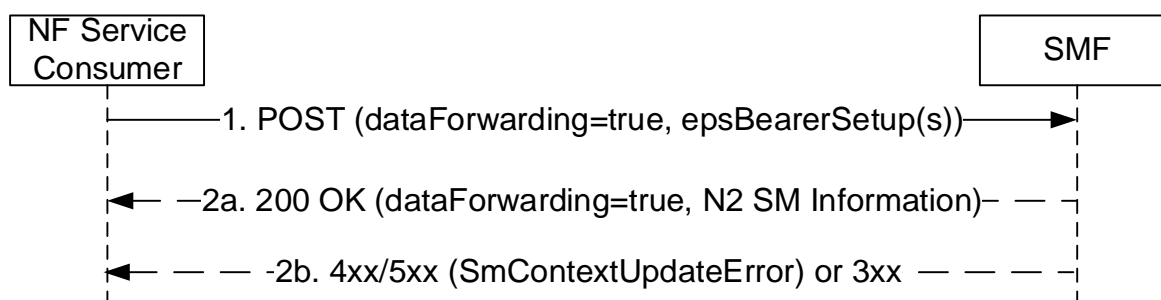 NF Service
Consumer
SMF
1. POST (dataForwarding=true, epsBearerSetup(s))
2a. 200 OK (dataForwarding=true, N2 SM Information)
2b. 4xx/5xx (SmContextUpdateError) or 3xx